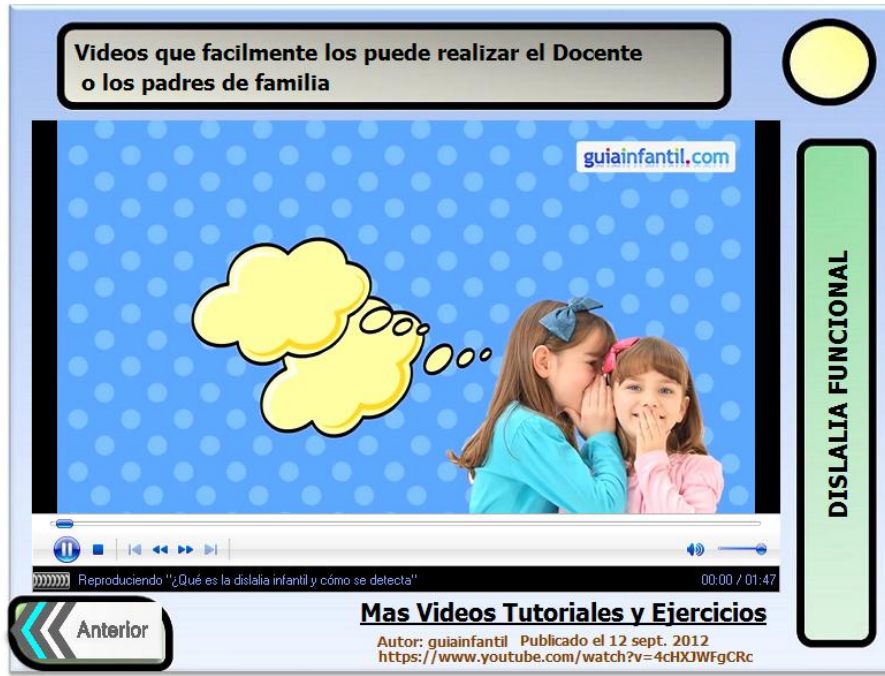 Videos que facilmente los puede realizar el Docente
o los padres de familia
guiainfantil.com
DISLALIA FUNCIONAL
Reproduciendo "¿Qué es la dislalia infantil y cómo se detecta"
00:00 / 01:47
Anterior
Mas Videos Tutoriales y Ejercicios
Autor: guiainfantil Publicado el 12 sept. 2012
https://www.youtube.com/watch?v=4cHXJWFgCRc